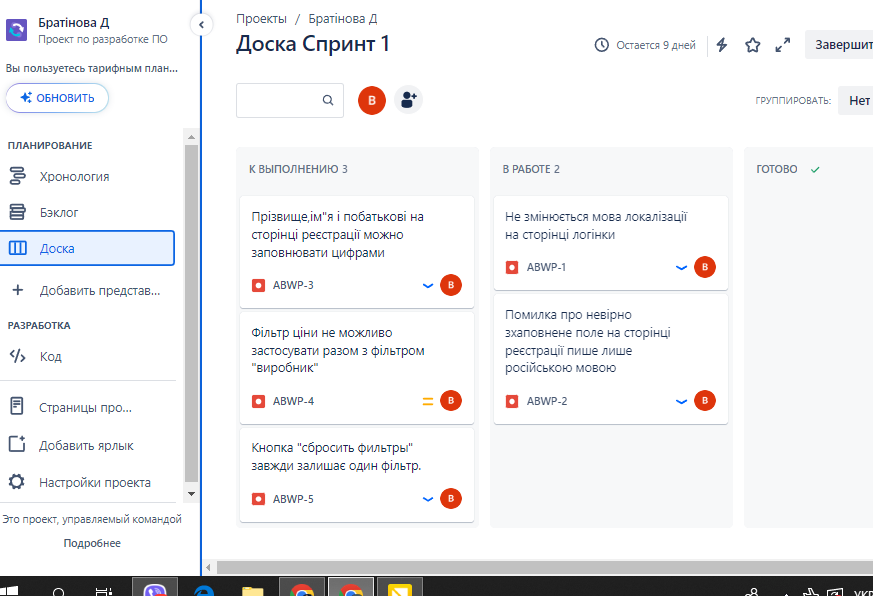 Братінова Д
Проект по разработке ПО
Вы пользуетесь тарифным план...
ОБНОВИТЬ
ПЛАНИРОВАНИЕ
Хронология
Бэклог
Доска
Добавить представ...
РАЗРАБОТКА
Код
Страницы про...
Добавить ярлык
Настройки проекта
Это проект, управляемый командой
Подробнее
Проекты / Братінова Д
Доска Спринт 1
Остается 9 дней
Завершит
В
ГРУППИРОВАТЬ:
Нет
К ВЫПОЛНЕНИЮ 3
Прізвище,ім"я і побатькові на
сторінці реєстрації можно
заповнювати цифрами
ABWP-3
В
Фільтр ціни не можливо
застосувати разом з фільтром
"виробник"
ABWP-4
В
Кнопка "сбросить фильтры"
завжди залишає один фільтр.
ABWP-5
В
В РАБОТЕ 2
Не змінюється мова локалізації
на сторінці логінки
ABWP-1
В
Помилка про невірно
зхаповнене поле на сторінці
реєстрації пише лише
російською мовою
ABWP-2
В
ГОТОВО
УКР